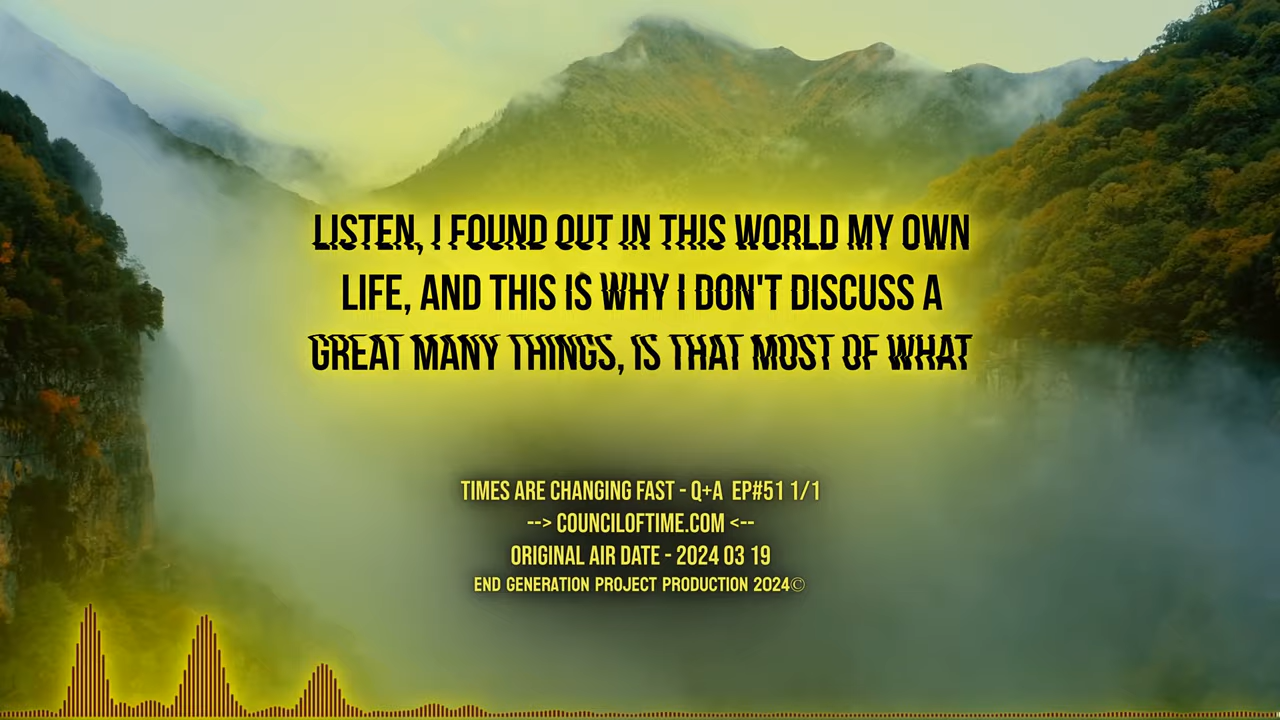 LISTEN, I FOUND OUT IN THIS WORLD MY OWN
LIFE, AND THIS IS WHY I DON'T DISCUSS A
GREAT MANY THINGS, IS THAT MOST OF WHAT
TIMES ARE CHANGING FAST - Q+A EP#51 1/1
--> COUNCILOFTIME.COM <--
ORIGINAL AIR DATE - 2024 03 19
END GENERATION PROJECT PRODUCTION 2024©